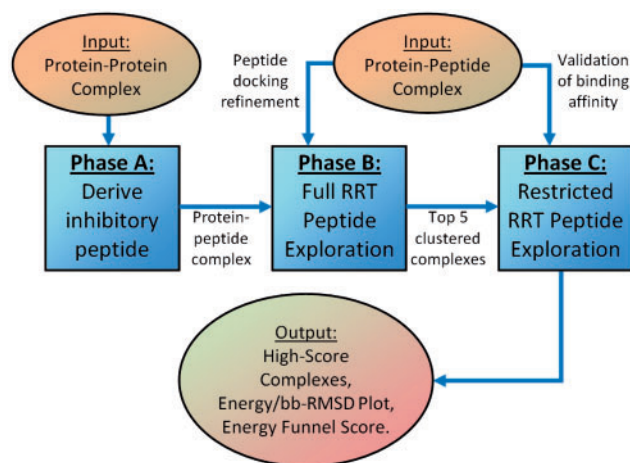 Input:
Protein-Protein
Complex
Peptide
docking
refinement
Input:
Protein-Peptide
Complex
Validation
of binding
affinity
Phase A:
Derive
inhibitory
peptide
Protein-
peptide
complex
Phase B:
Full RRT
Peptide
Exploration
Top 5
clustered
complexes
Phase C:
Restricted
RRT Peptide
Exploration
Output:
High-Score
Complexes,
Energy/bb-RMSD Plot,
Energy Funnel Score.